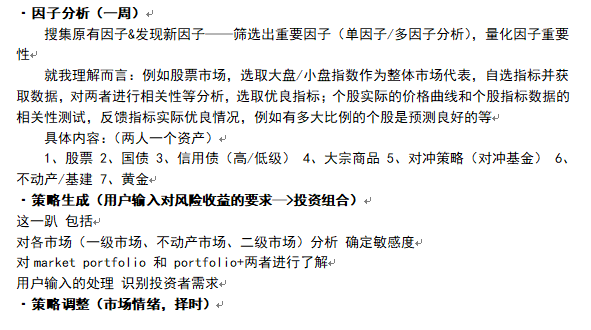 ·因子分析（一周）
搜集原有因子&发现新因子——筛选出重要因子（单因子/多因子分析），量化因子重要
性
就我理解而言：例如股票市场，选取大盘/小盘指数作为整体市场代表，自选指标并获
取数据，对两者进行相关性等分析，选取优良指标；个股实际的价格曲线和个股指标数据的
相关性测试，反馈指标实际优良情况，例如有多大比例的个股是预测良好的等
具体内容：（两人一个资产）
1、股票 2、国债 3、信用债（高/低级） 4、大宗商品 5、对冲策略（对冲基金） 6、
不动产/基建 7、黄金
·策略生成（用户输入对风险收益的要求—>投资组合）
这一趴 包括
对各市场（一级市场、不动产市场、二级市场）分析 确定敏感度
对market portfolio 和 portfolio+两者进行了解
用户输入的处理 识别投资者需求
·策略调整（市场情绪，择时）